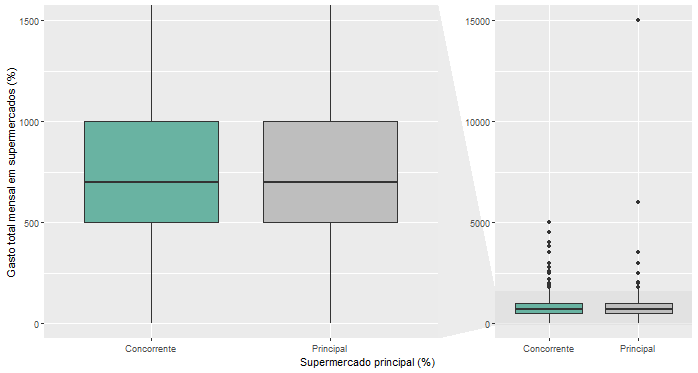 Gasto total mensal em supermercados (%)
1500
1000
500
0
Concorrente Principal
15000
10000
5000
0
Concorrente Principal
Supermercado principal (%)